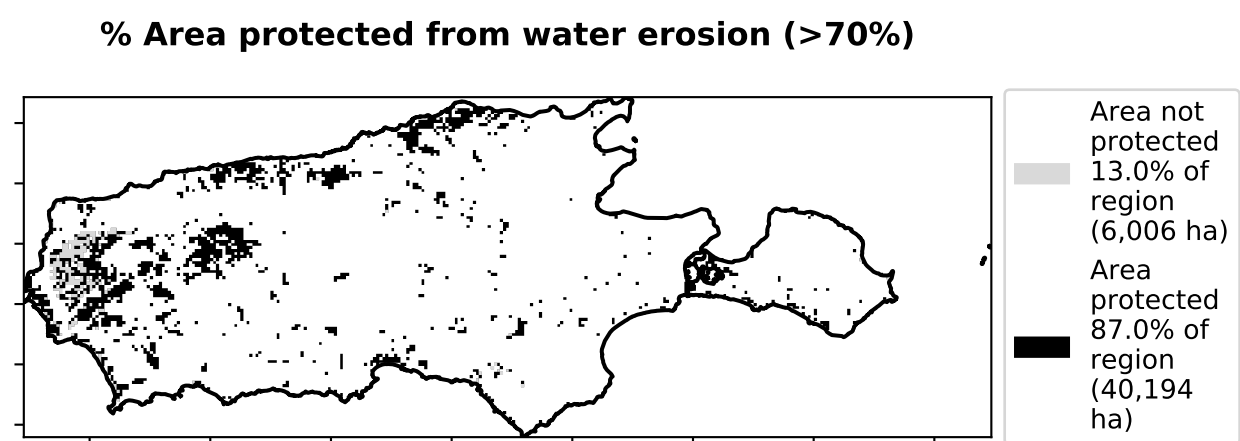 % Area protected from water erosion (>70%)
Area not
protected
13.0% of
region
(6,006 ha)
Area
protected
87.0% of
region
(40,194
ha)